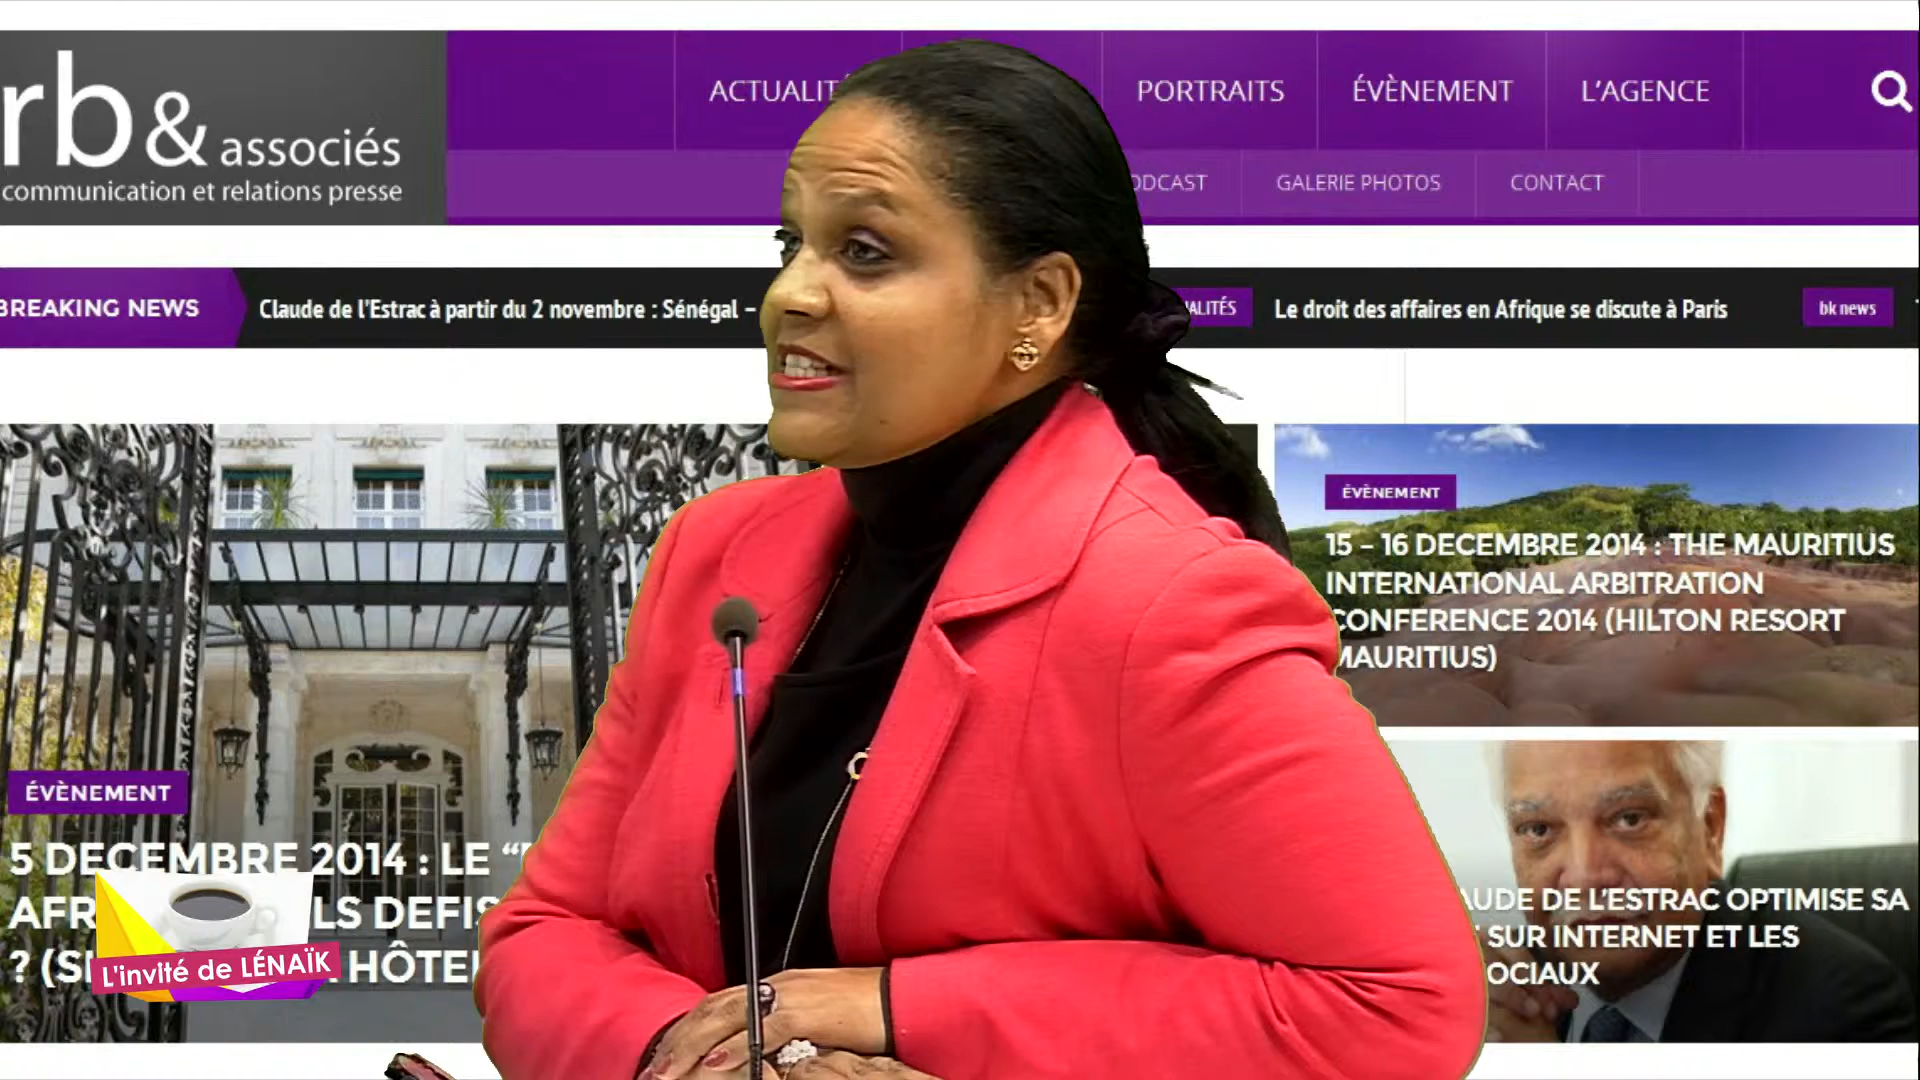 rb & associés
communication et relations presse
ACTUALIT
PORTRAITS
ÉVÈNEMENT
L'AGENCE
ODCAST
GALERIE PHOTOS
CONTACT
BREAKING NEWS
Claude de l'Estrac à partir du 2 novembre : Sénégal –
ALITÉS
Le droit des affaires en Afrique se discute à Paris
bk news
ÉVÈNEMENT
15 – 16 DECEMBRE 2014 : THE MAURITIUS
INTERNATIONAL ARBITRATION
CONFERENCE 2014 (HILTON RESORT
MAURITIUS)
ÉVÈNEMENT
5 DECEMBRE 2014 : LE “
AFR LS DEFIS
? (S HÔTEL
L'invité de LÉNAÏK
AUDE DE L'ESTRAC OPTIMISE SA
SUR INTERNET ET LES
OCIAUX